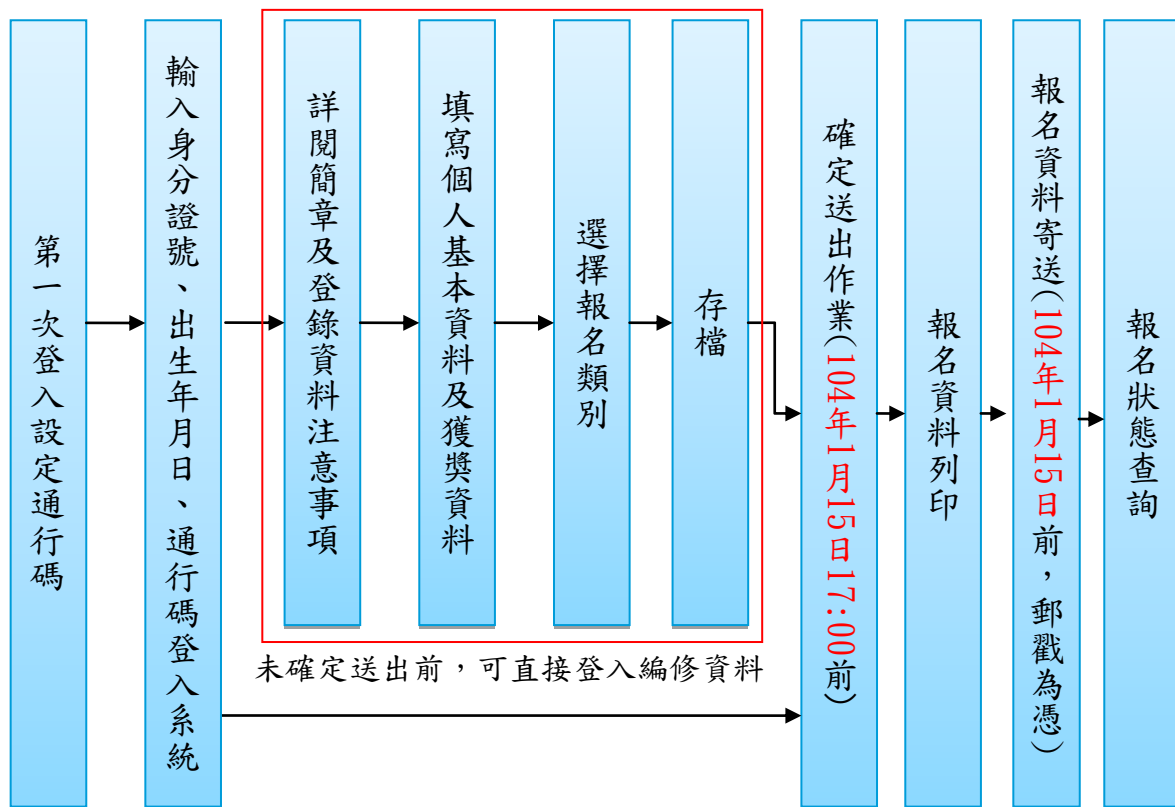 第一次登入設定通行碼
輸入身分證號、出生年月日、通行碼登入系統
詳閱簡章及登錄資料注意事項
填寫個人基本資料及獲獎資料
選擇報名類別
存檔
未確定送出前，可直接登入編修資料
確定送出作業(104年1月15日17:00前)
報名資料列印
報名資料寄送(104年1月15日前，郵戳為憑)
報名狀態查詢